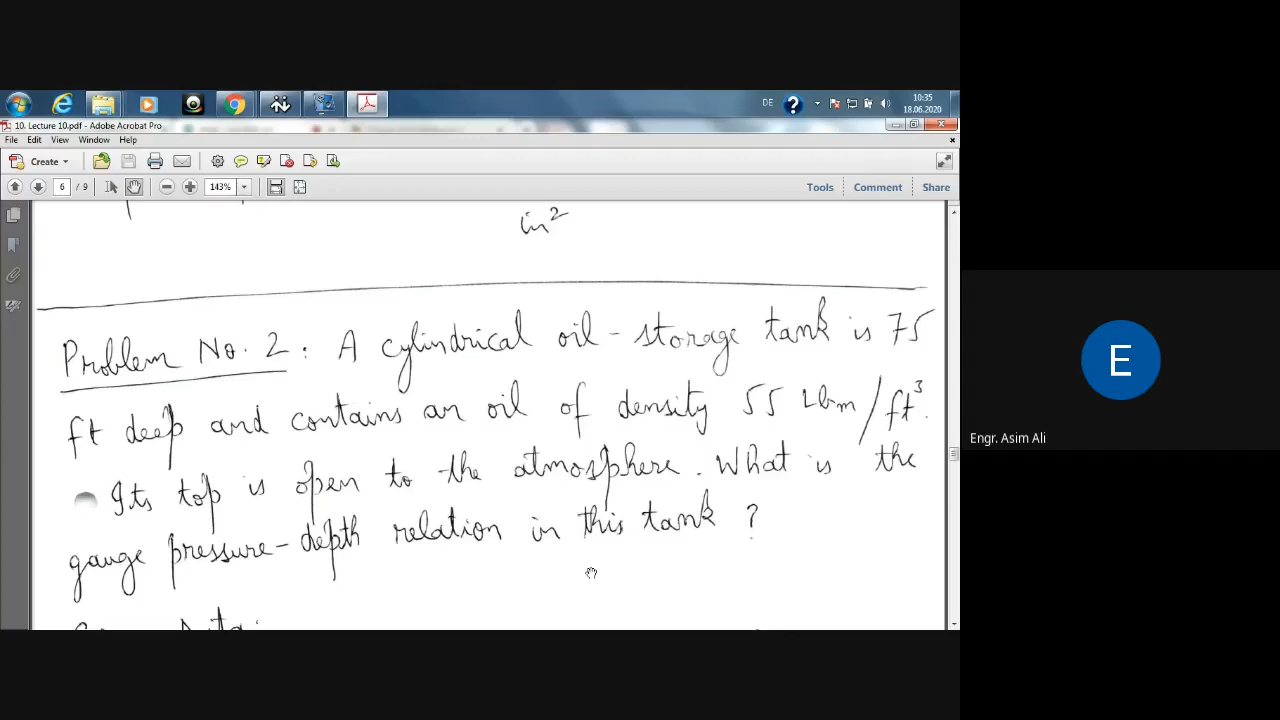 DE
10:35
18.06.2020
10. Lecture 10.pdf - Adobe Acrobat Pro
File Edit View Window Help
Create
6 / 9 143% Tools Comment Share
in²
Problem No. 2 : A cylindrical oil-storage tank is 75
ft deep and contains an oil of density 55 Lbm/ft³.
Its top is open to the atmosphere. What is the
gauge pressure-depth relation in this tank ?
E
Engr. Asim Ali